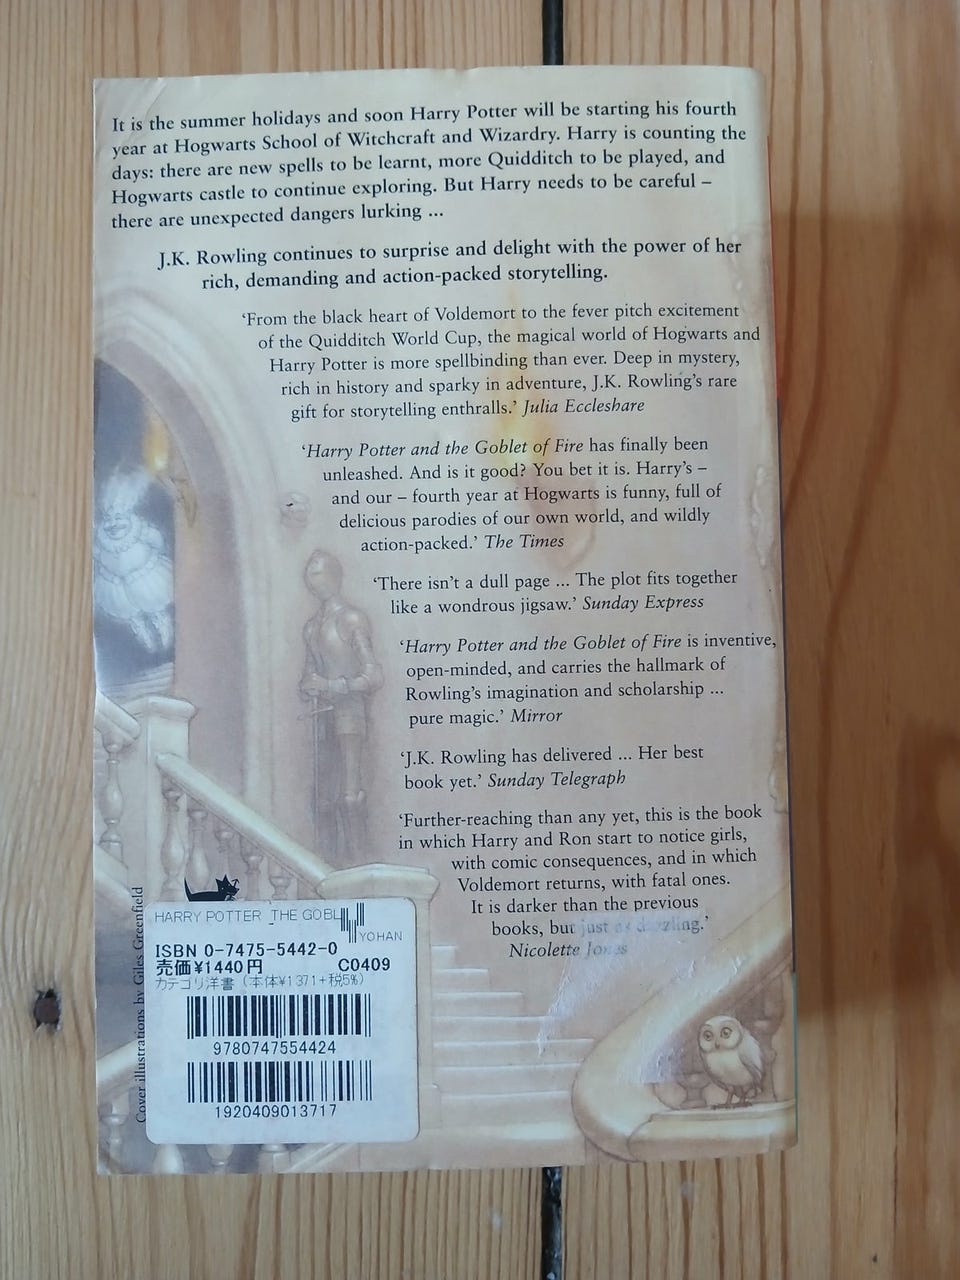 It is the summer holidays and soon Harry Potter will be starting his fourth
year at Hogwarts School of Witchcraft and Wizardry. Harry is counting the
days: there are new spells to be learnt, more Quidditch to be played, and
Hogwarts castle to continue exploring. But Harry needs to be careful –
there are unexpected dangers lurking ...
J.K. Rowling continues to surprise and delight with the power of her
rich, demanding and action-packed storytelling.
‘From the black heart of Voldemort to the fever pitch excitement
of the Quidditch World Cup, the magical world of Hogwarts and
Harry Potter is more spellbinding than ever. Deep in mystery,
rich in history and sparky in adventure, J.K. Rowling’s rare
gift for storytelling enthralls.’ Julia Eccleshare
‘Harry Potter and the Goblet of Fire has finally been
unleashed. And is it good? You bet it is. Harry’s –
and our – fourth year at Hogwarts is funny, full of
delicious parodies of our own world, and wildly
action-packed.’ The Times
‘There isn’t a dull page ... The plot fits together
like a wondrous jigsaw.’ Sunday Express
‘Harry Potter and the Goblet of Fire is inventive,
open-minded, and carries the hallmark of
Rowling’s imagination and scholarship ...
pure magic.’ Mirror
‘J.K. Rowling has delivered ... Her best
book yet.’ Sunday Telegraph
‘Further-reaching than any yet, this is the book
in which Harry and Ron start to notice girls,
with comic consequences, and in which
Voldemort returns, with fatal ones.
It is darker than the previous
books, but just as dazzling.’
Nicolette Jones
Cover illustrations by Giles Greenfield
HARRY POTTER THE GOBL
YOHAN
ISBN 0-7475-5442-0
売価¥1440円 C0409
カテゴリ洋書 (本体¥1371+税5%)
9780747554424
1920409013717